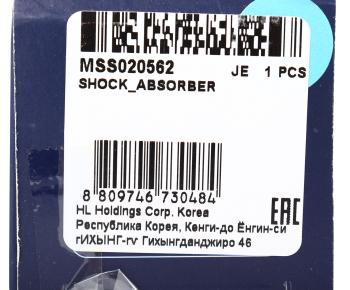 MSS020562 JE 1 PCS
SHOCK_ABSORBER
8 809746 730484
HL Holdings Corp. Korea
Республика Корея, Кенги-до Ёнгин-си
гИХЫНГ-гу Гихынгданджиро 46
EAC